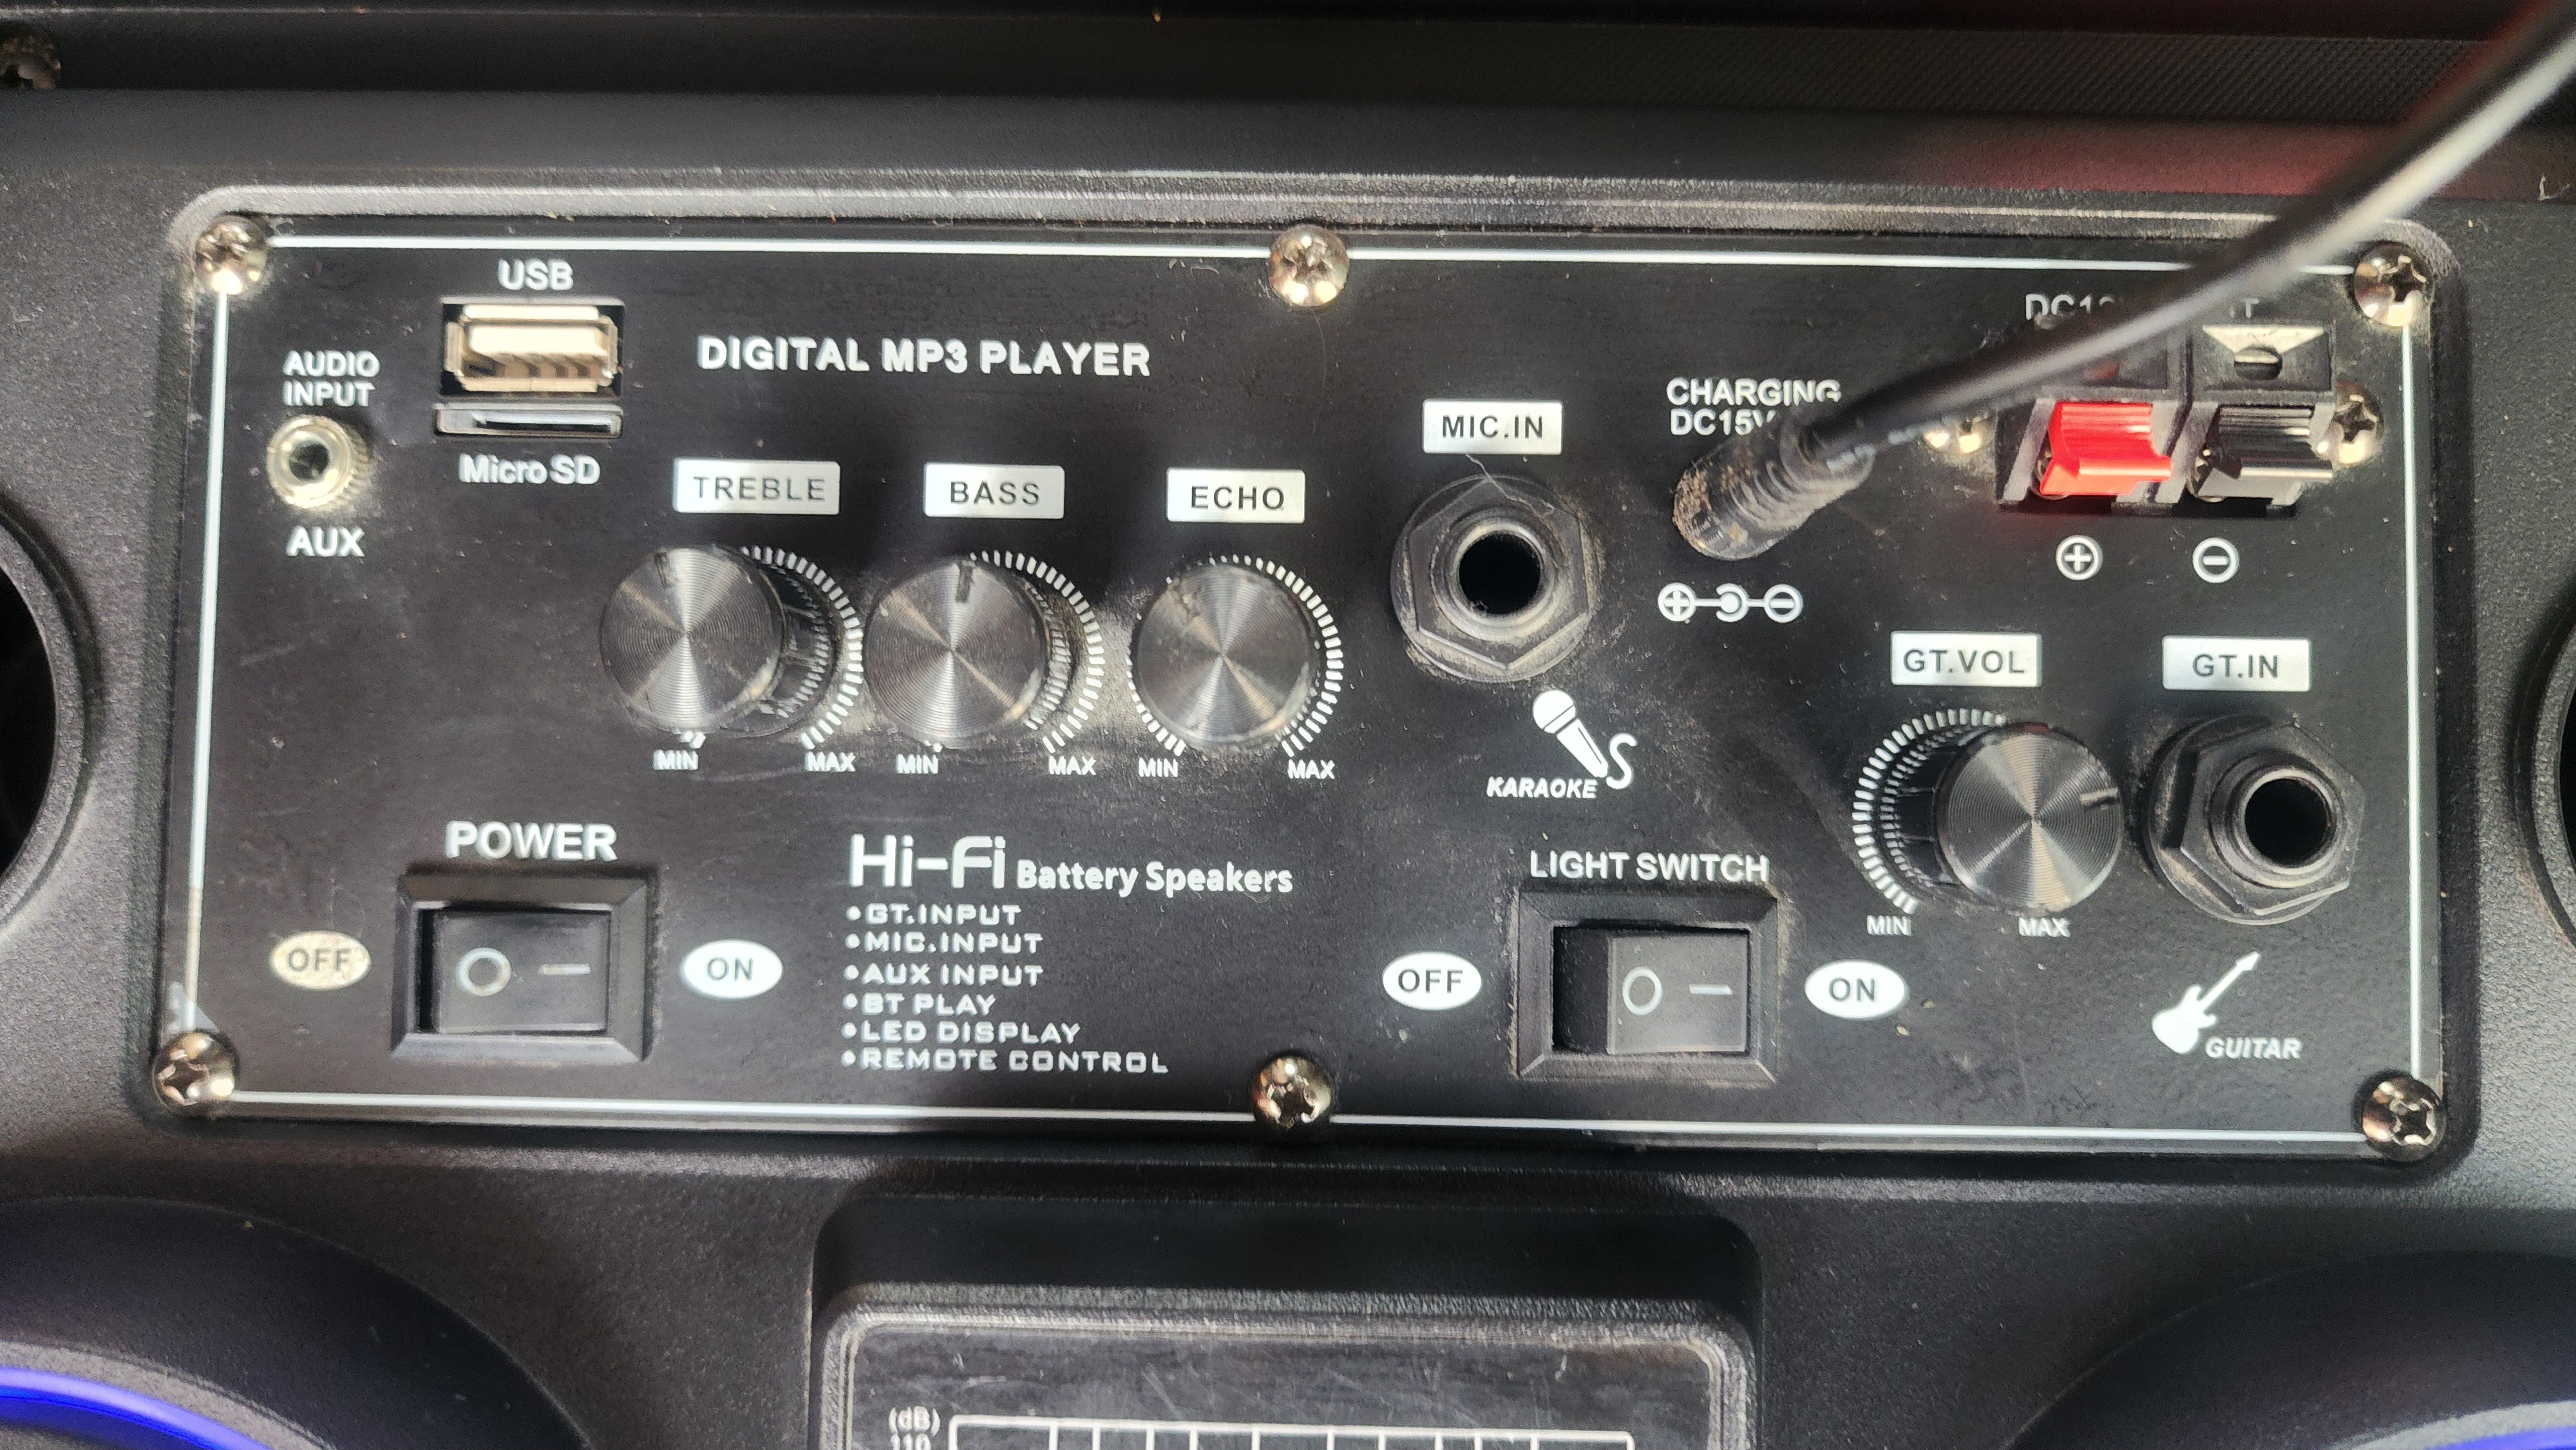 USB
AUDIO
INPUT
Micro SD
AUX
DIGITAL MP3 PLAYER
TREBLE
BASS
ECHO
MIN
MAX
MIN
MAX
MIN
MAX
MIC.IN
KARAOKE
CHARGING
DC15V
GT.VOL
MIN
MAX
GT.IN
GUITAR
POWER
OFF
ON
Hi-Fi Battery Speakers
•GT.INPUT
•MIC.INPUT
•AUX INPUT
•BT PLAY
•LED DISPLAY
•REMOTE CONTROL
LIGHT SWITCH
OFF
ON
(dB)
110